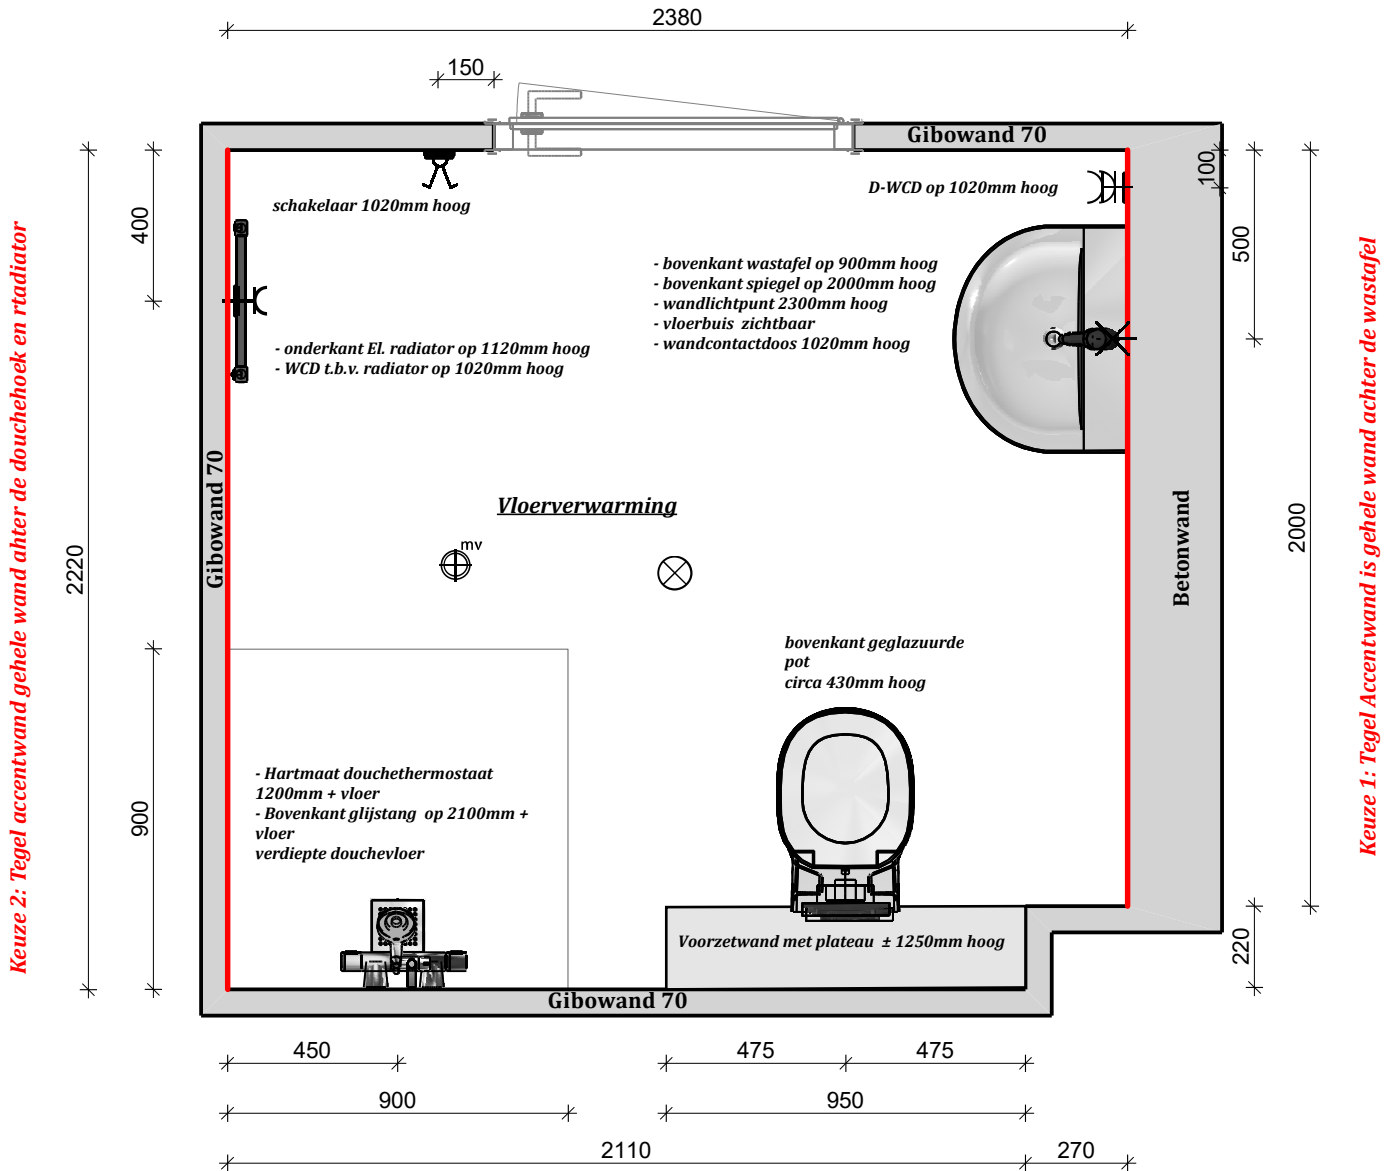 2380
150
Gibowand 70
100
D-WCD op 1020mm hoog
schakelaar 1020mm hoog
400
500
- bovenkant wastafel op 900mm hoog
- bovenkant spiegel op 2000mm hoog
- wandlichtpunt 2300mm hoog
- vloerbuis zichtbaar
- wandcontactdoos 1020mm hoog
- onderkant El. radiator op 1120mm hoog
- WCD t.b.v. radiator op 1020mm hoog
Keuze 2: Tegel accentwand gehele wand ahter de douchehoek en rtadiator
Keuze 1: Tegel Accentwand is gehele wand achter de wastafel
Gibowand 70
Vloerverwarming
mv
2220
2000
Betonwand
bovenkant geglazuurde
pot
circa 430mm hoog
900
- Hartmaat douchethermostaat
1200mm + vloer
- Bovenkant glijstang op 2100mm +
vloer
verdiepte douchevloer
Voorzetwand met plateau ± 1250mm hoog
220
Gibowand 70
450
475
475
900
950
2110
270